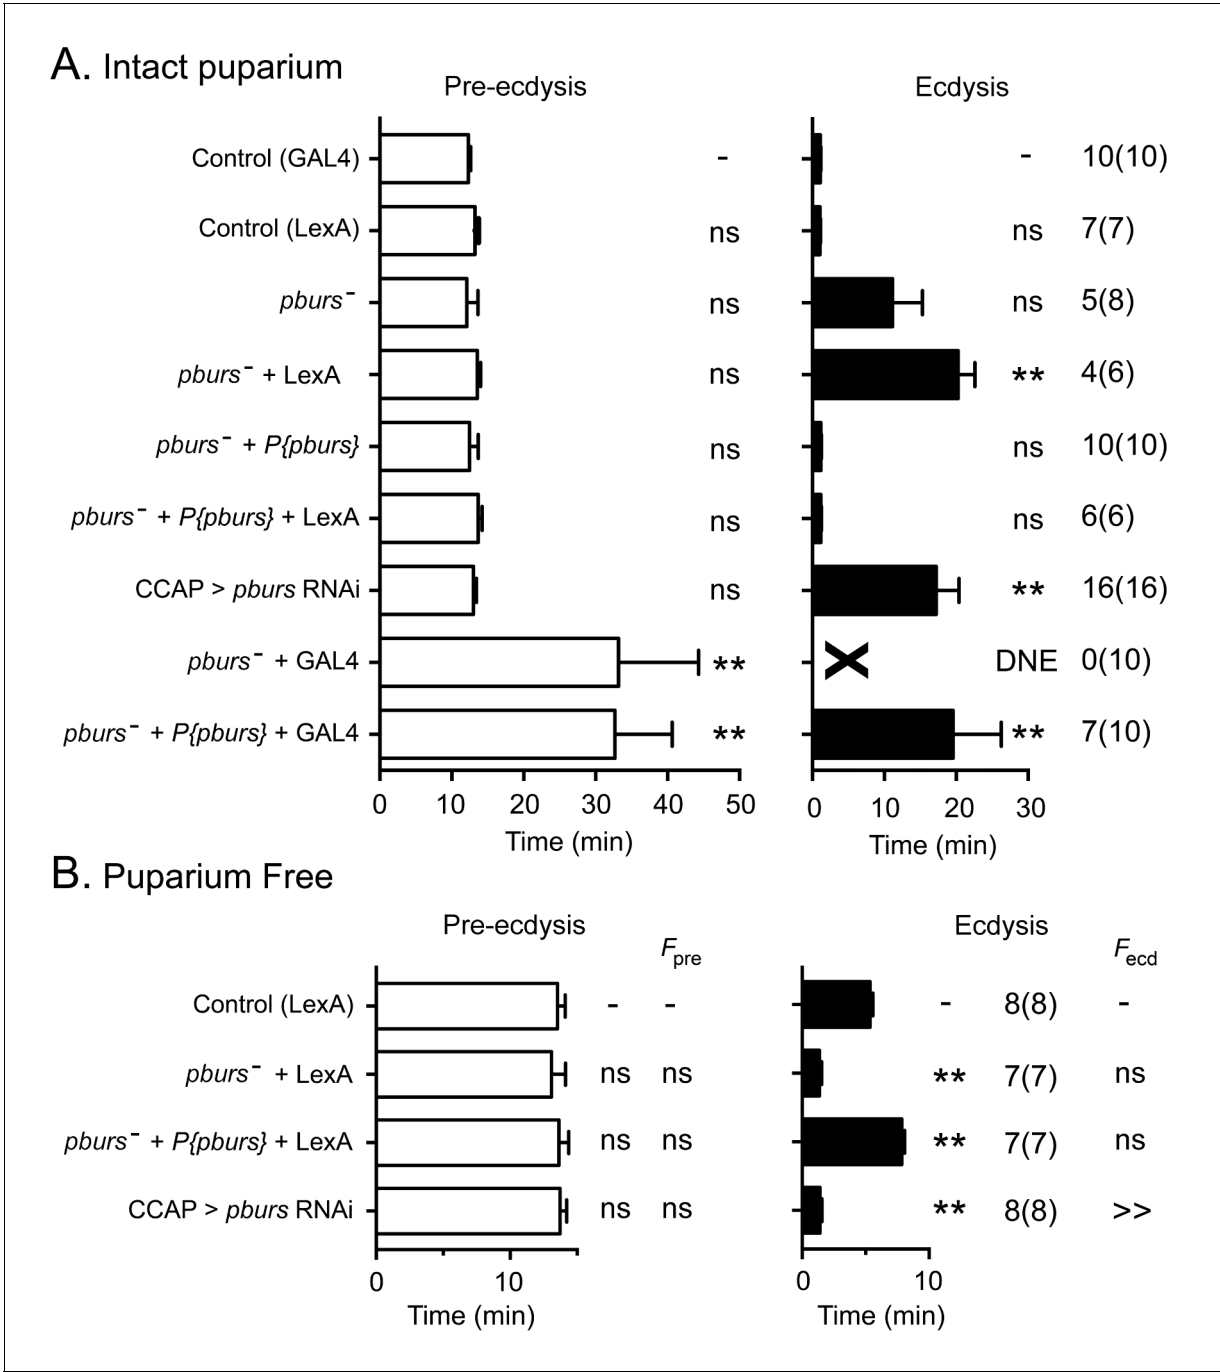 A. Intact puparium
Pre-ecdysis Ecdysis
Control (GAL4) - - 10(10)
Control (LexA) ns ns 7(7)
pburs⁻ ns ns 5(8)
pburs⁻ + LexA ns ** 4(6)
pburs⁻ + P{pburs} ns ns 10(10)
pburs⁻ + P{pburs} + LexA ns ns 6(6)
CCAP > pburs RNAi ns ** 16(16)
pburs⁻ + GAL4 ** X DNE 0(10)
pburs⁻ + P{pburs} + GAL4 ** ** 7(10)
0 10 20 30 40 50 0 10 20 30
Time (min) Time (min)
B. Puparium Free
Pre-ecdysis Ecdysis
Fpre Fecd
Control (LexA) - - - 8(8) -
pburs⁻ + LexA ns ns ** 7(7) ns
pburs⁻ + P{pburs} + LexA ns ns ** 7(7) ns
CCAP > pburs RNAi ns ns ** 8(8) >>
0 10 0 10
Time (min) Time (min)